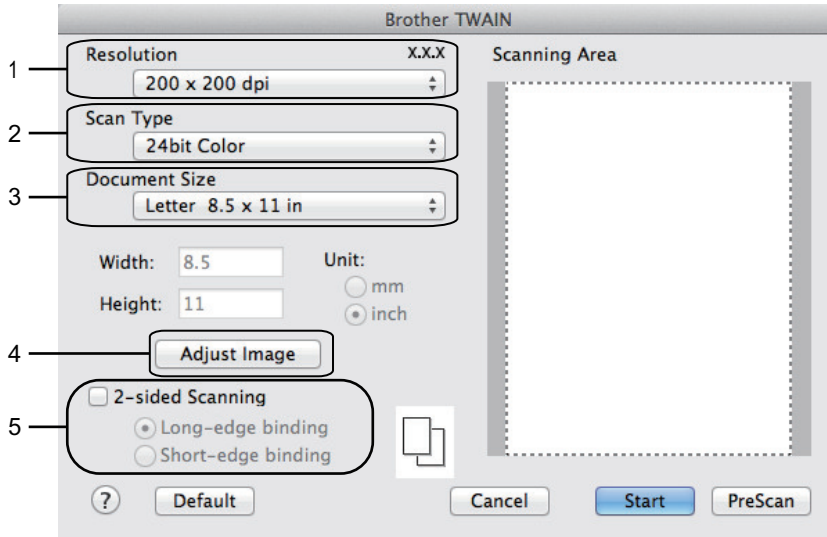 Brother TWAIN
1
Resolution X.X.X
200 x 200 dpi
2
Scan Type
24bit Color
3
Document Size
Letter 8.5 x 11 in
Width: 8.5
Height: 11
Unit:
mm
inch
4
Adjust Image
5
2-sided Scanning
Long-edge binding
Short-edge binding
Scanning Area
? Default Cancel Start PreScan